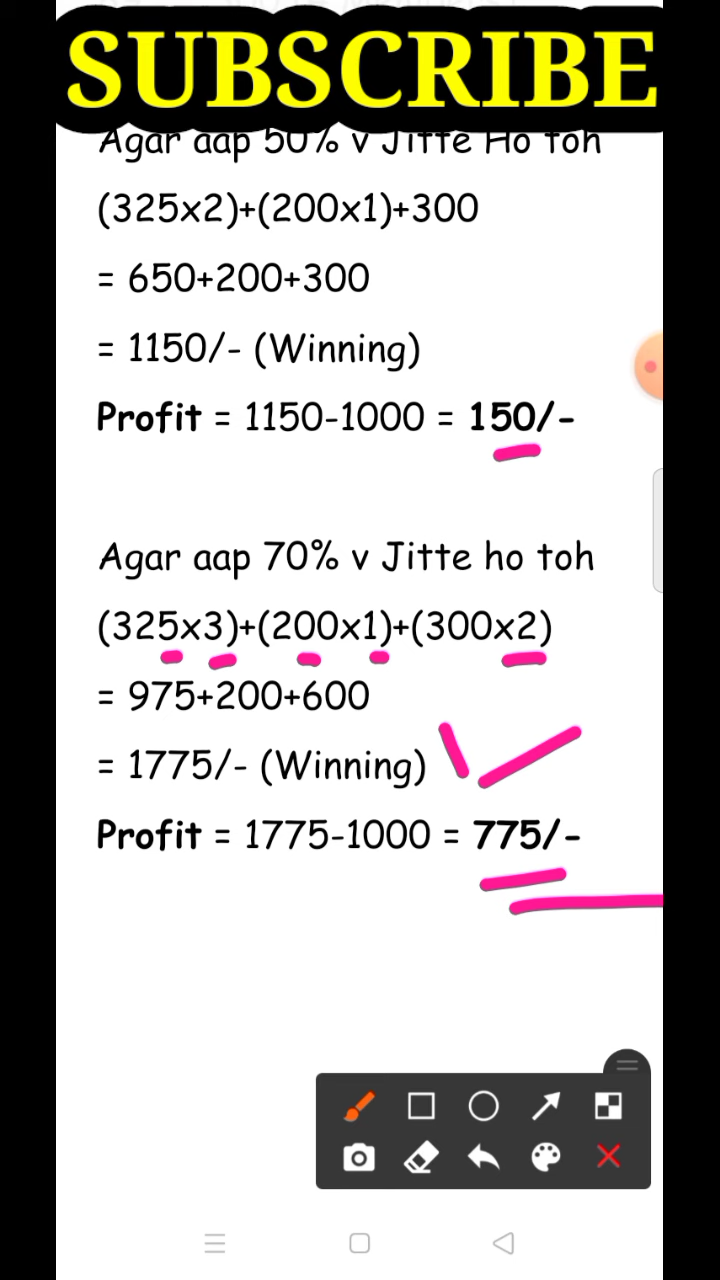 SUBSCRIBE
Agar aap 50% v Jitte Ho toh
(325x2)+(200x1)+300
= 650+200+300
= 1150/- (Winning)
Profit = 1150-1000 = 150/-
Agar aap 70% v Jitte ho toh
(325x3)+(200x1)+(300x2)
= 975+200+600
= 1775/- (Winning)
Profit = 1775-1000 = 775/-